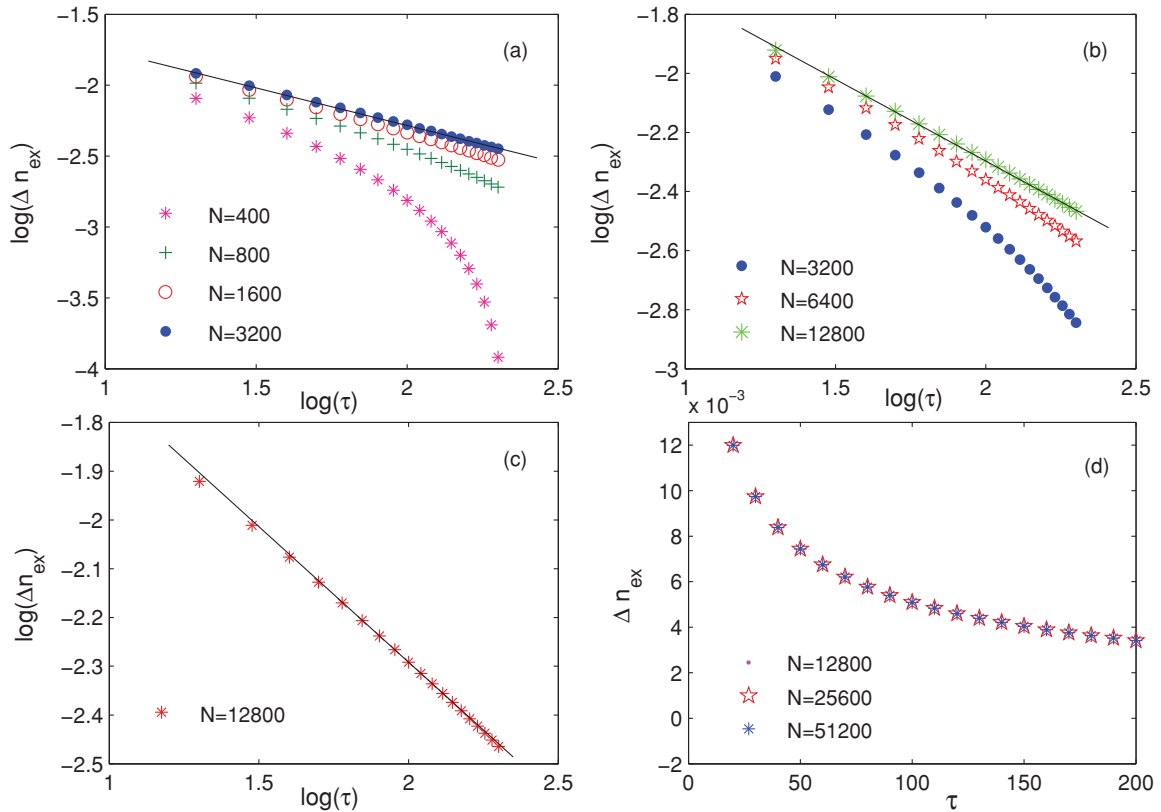 (a)
log(Δ n_ex)
−1.5
−2
−2.5
−3
−3.5
−4
N=400
N=800
N=1600
N=3200
1
1.5
2
2.5
log(τ)
(b)
log(Δ n_ex)
−1.8
−2
−2.2
−2.4
−2.6
−2.8
−3
N=3200
N=6400
N=12800
1
1.5
2
2.5
log(τ)
(c)
log(Δn_ex)
−1.8
−1.9
−2
−2.1
−2.2
−2.3
−2.4
−2.5
N=12800
1
1.5
2
2.5
log(τ)
x 10^−3
(d)
Δ n_ex
12
10
8
6
4
2
0
−2
N=12800
N=25600
N=51200
0
50
100
150
200
τ